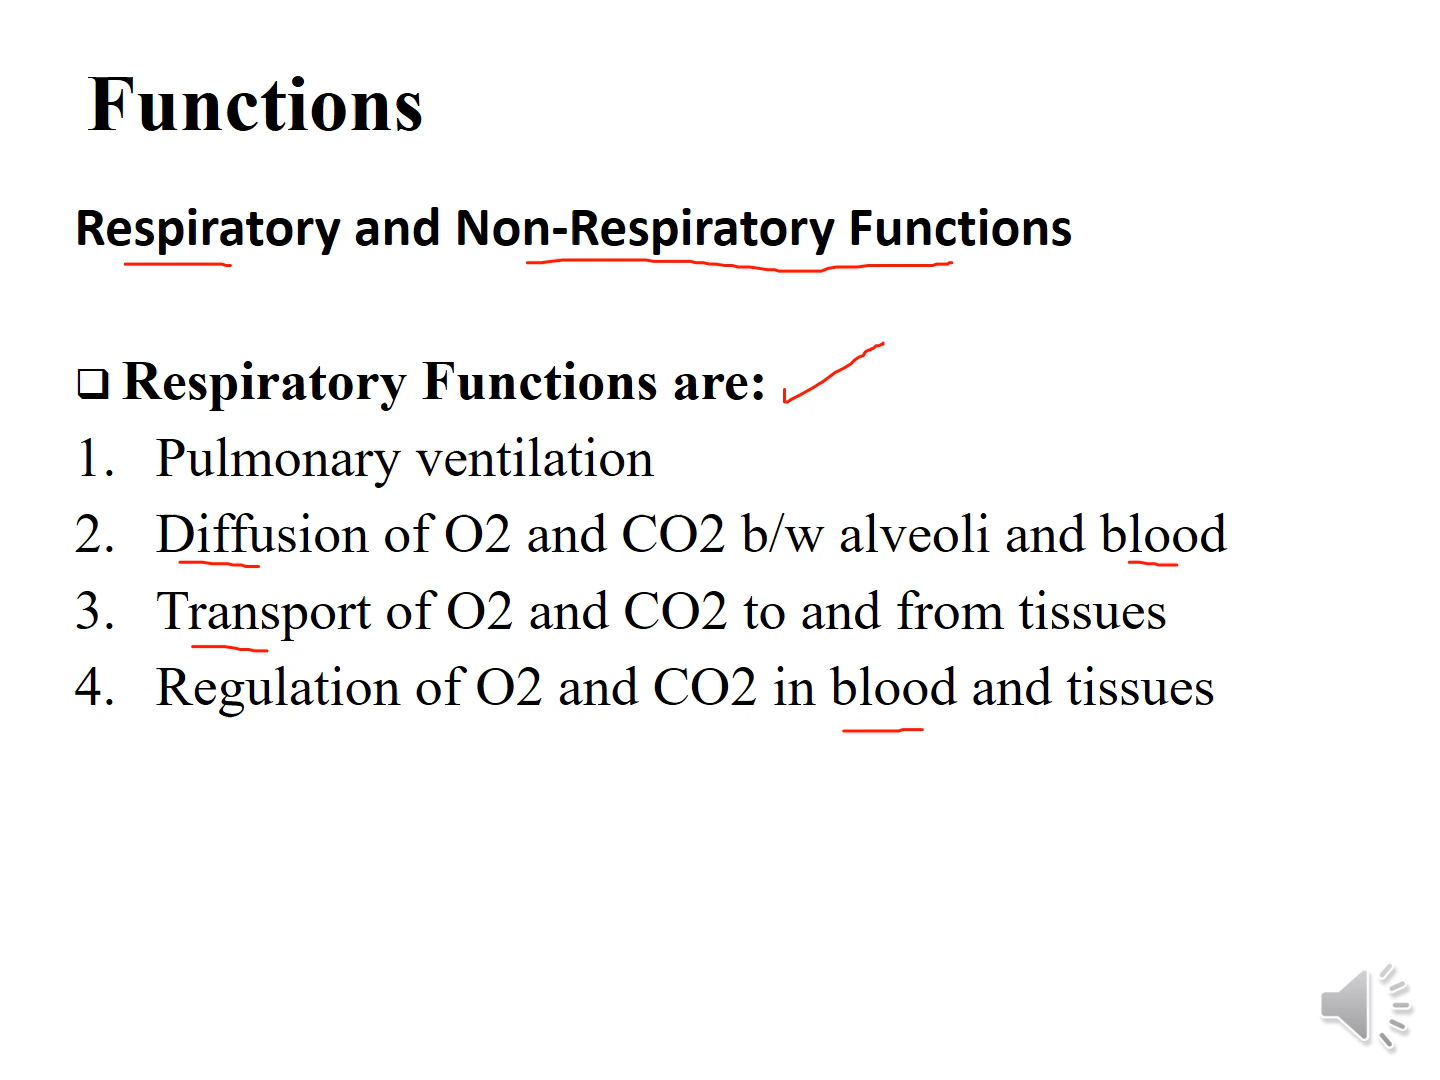 Functions
Respiratory and Non-Respiratory Functions
❑ Respiratory Functions are:
1. Pulmonary ventilation
2. Diffusion of O2 and CO2 b/w alveoli and blood
3. Transport of O2 and CO2 to and from tissues
4. Regulation of O2 and CO2 in blood and tissues